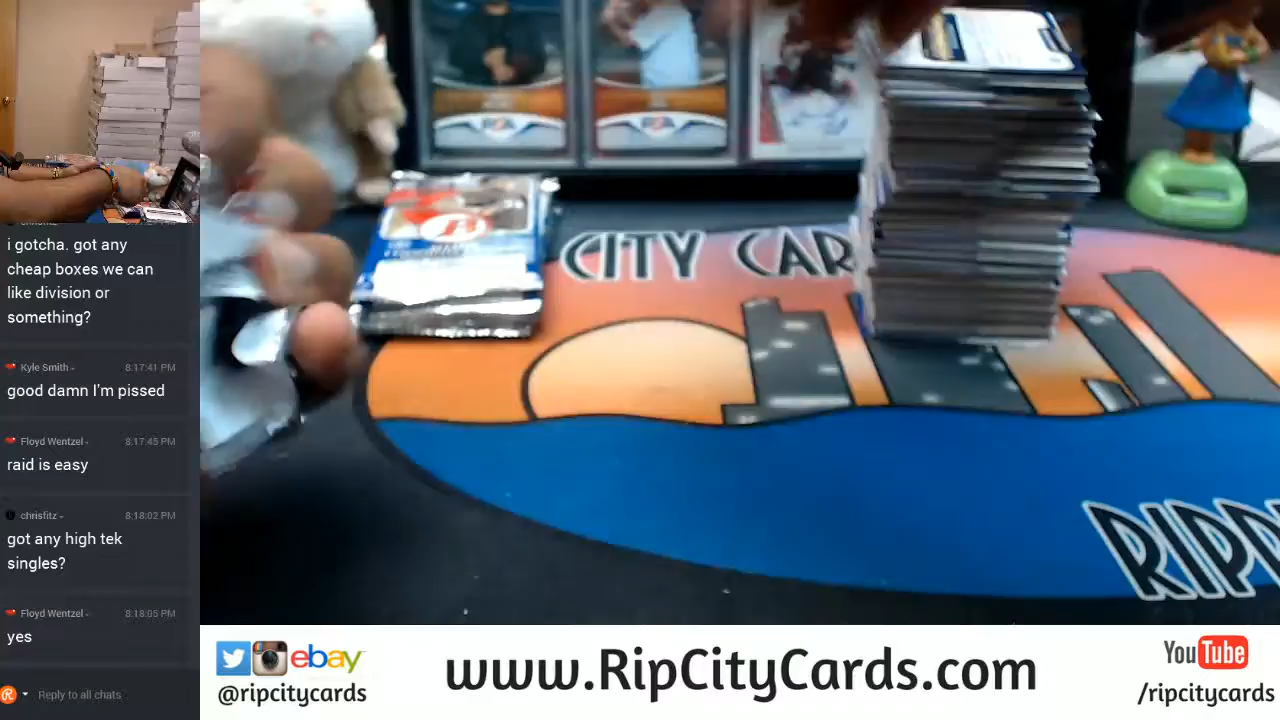 i gotcha. got any
cheap boxes we can
like division or
something?
Kyle Smith - 8:17:41 PM
good damn I'm pissed
Floyd Wentzel - 8:17:45 PM
raid is easy
chrisfitz - 8:18:02 PM
got any high tek
singles?
Floyd Wentzel - 8:18:05 PM
yes
Reply to all chats
CITY CAR
RIPP
ebay
@ripcitycards
www.RipCityCards.com
YouTube
/ripcitycards